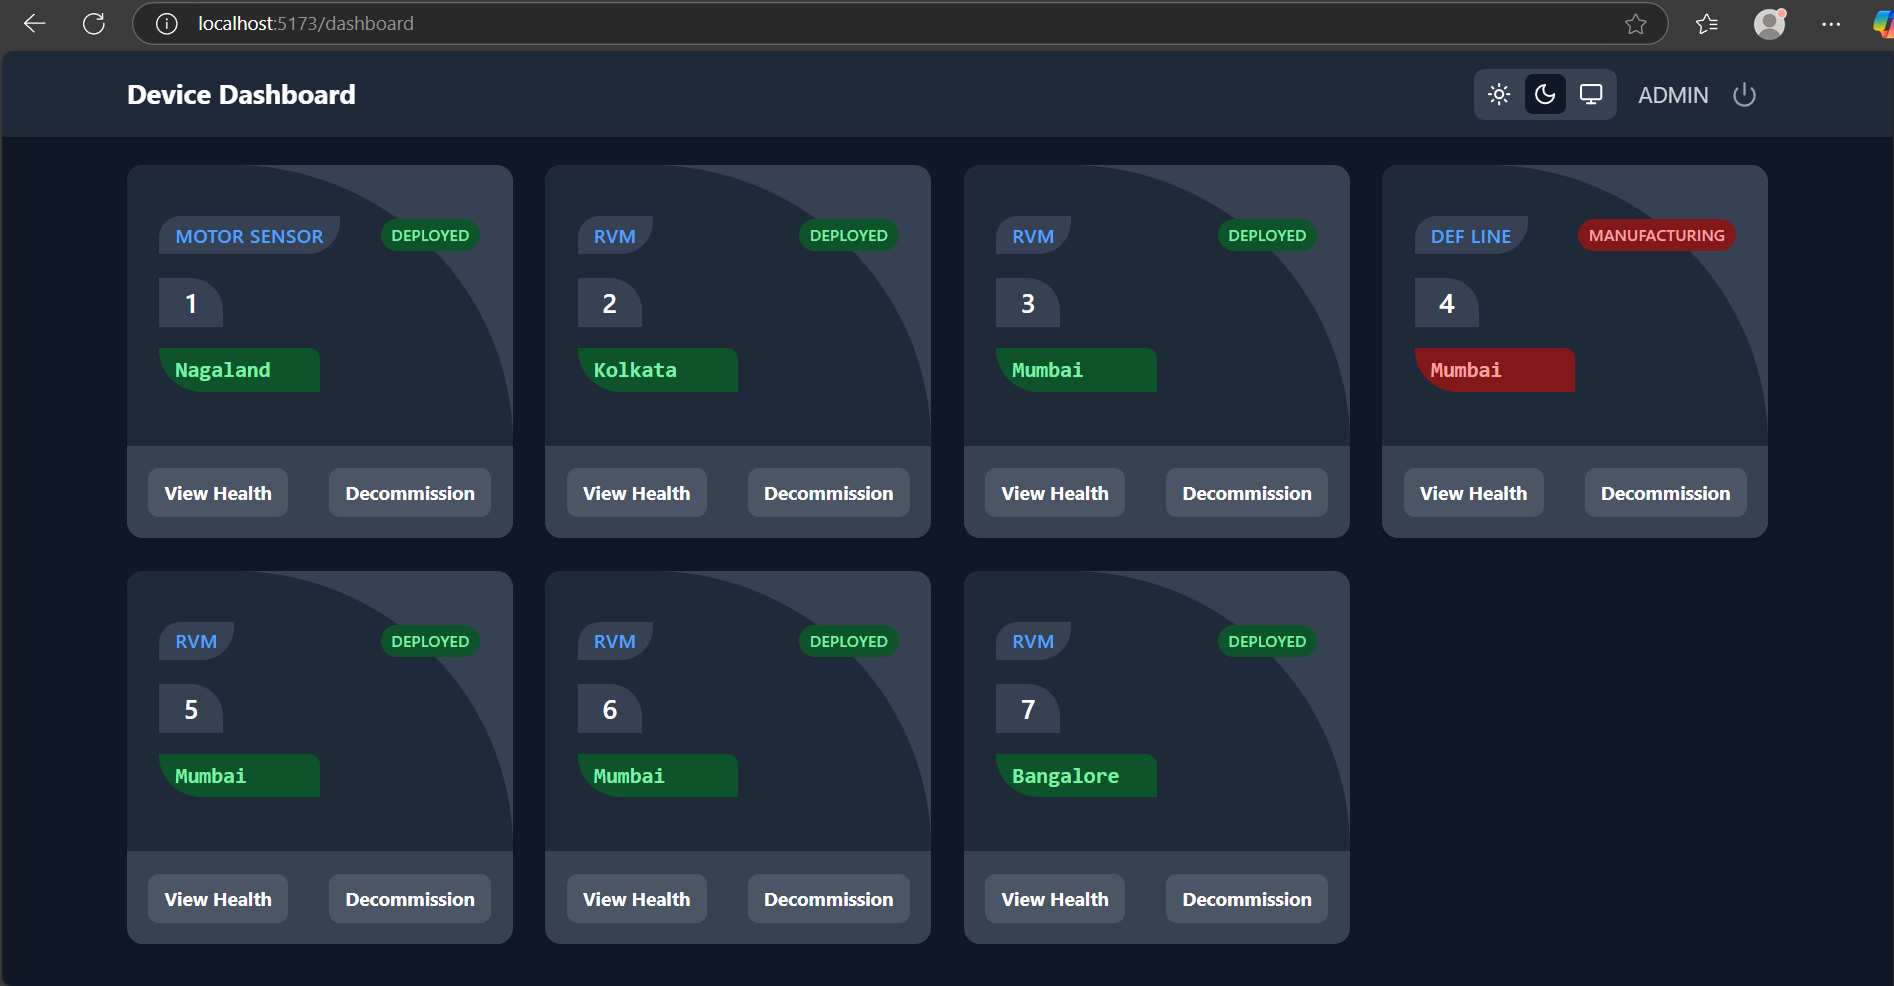 localhost:5173/dashboard
Device Dashboard
ADMIN
MOTOR SENSOR
DEPLOYED
1
Nagaland
View Health
Decommission
RVM
DEPLOYED
2
Kolkata
View Health
Decommission
RVM
DEPLOYED
3
Mumbai
View Health
Decommission
DEF LINE
MANUFACTURING
4
Mumbai
View Health
Decommission
RVM
DEPLOYED
5
Mumbai
View Health
Decommission
RVM
DEPLOYED
6
Mumbai
View Health
Decommission
RVM
DEPLOYED
7
Bangalore
View Health
Decommission